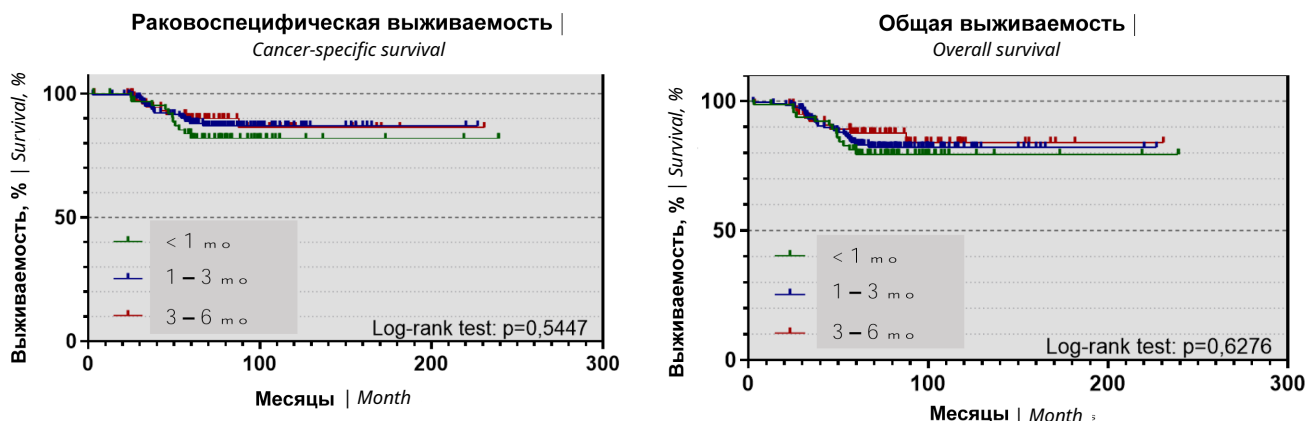 Раковоспецифическая выживаемость |
Cancer-specific survival
Выживаемость, % | Survival, %
100
50
0
< 1 mo
1 – 3 mo
3 – 6 mo
Log-rank test: p=0,5447
0 100 200 300
Месяцы | Month
Общая выживаемость |
Overall survival
Выживаемость, % | Survival, %
100
50
0
< 1 mo
1 – 3 mo
3 – 6 mo
Log-rank test: p=0,6276
0 100 200 300
Месяцы | Month s